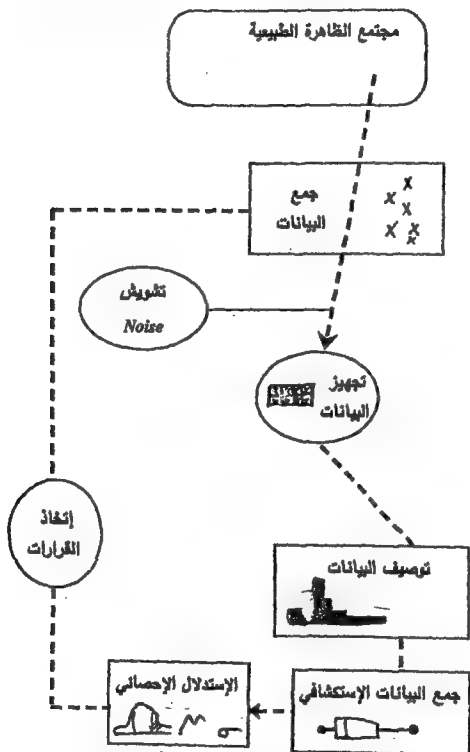 مجتمع الظاهرة الطبيعية
جمع
البيانات
تشويش
Noise
تجهيز
البيانات
إتخاذ
القرارات
توصيف البيانات
جمع البيانات الإستكشافي
الإستدلال الإحصائي